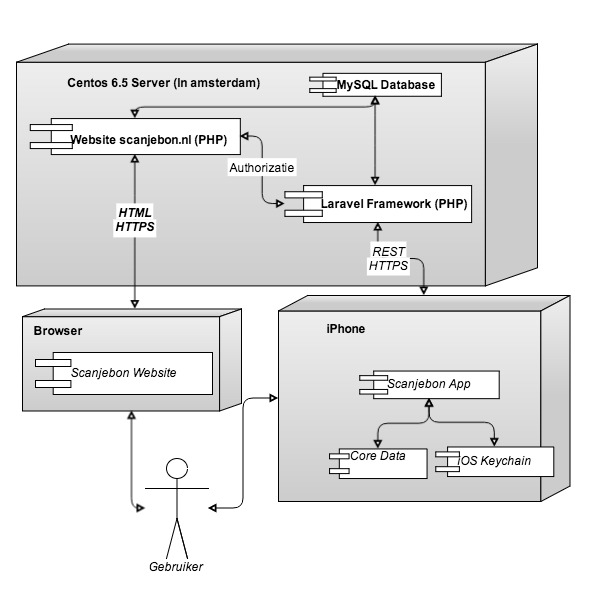 Centos 6.5 Server (In amsterdam)
MySQL Database
Website scanjebon.nl (PHP)
Authorizatie
Laravel Framework (PHP)
HTML
HTTPS
REST
HTTPS
Browser
Scanjebon Website
iPhone
Scanjebon App
Core Data
iOS Keychain
Gebruiker